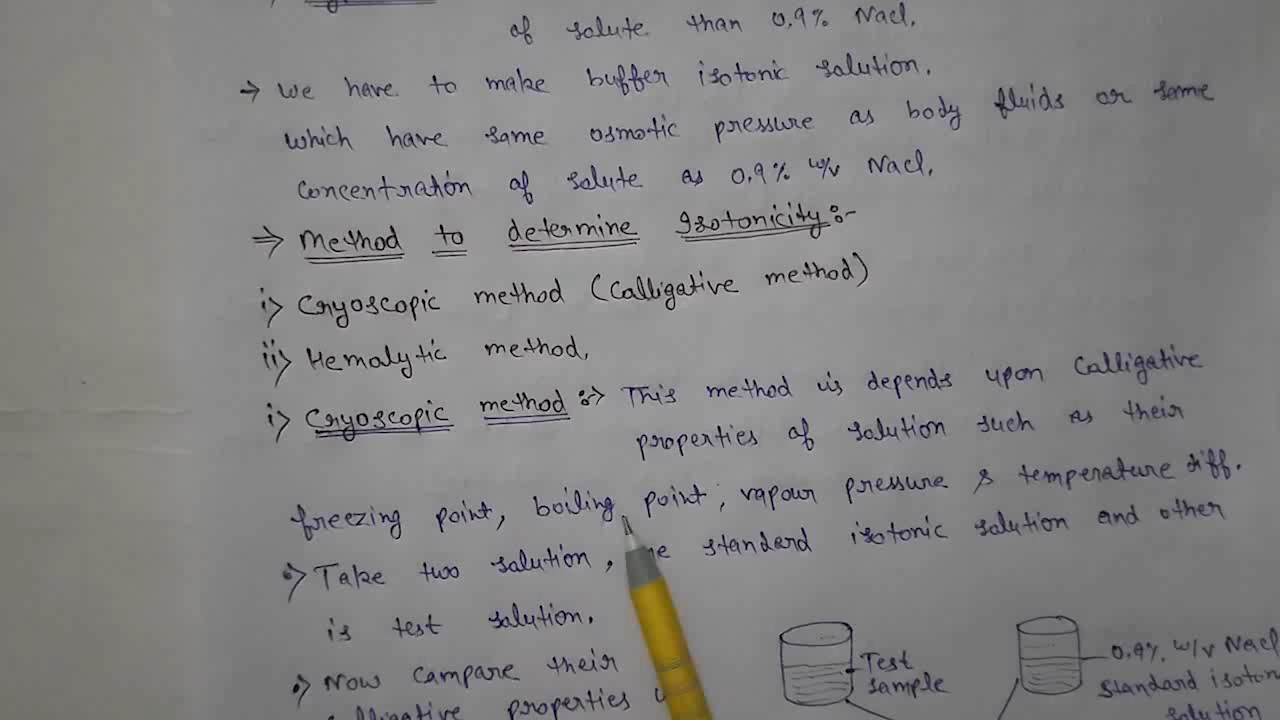 of solute than 0.9% Nacl.
→ We have to make buffer isotonic solution.
which have same osmotic pressure as body fluids or same
concentration of solute as 0.9% w/v Nacl.
⇒ Method to determine Isotonicity:-
i> Cryoscopic method (Calligative method)
ii> Hemalytic method.
i> Cryoscopic method :-> This method is depends upon Calligative
properties of solution such as their
freezing point, boiling point, vapour pressure & temperature diff.
•> Take two solution, standard isotonic solution and other
is test solution.
•> Now campare their
properties
Test
sample
0.9% w/v Nacl
standard
solution